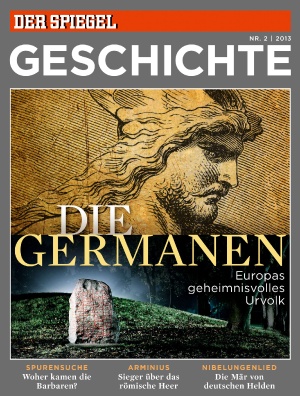 DER SPIEGEL
NR. 2 | 2013
GESCHICHTE
DIE
GERMANEN
Europas
geheimnisvolles
Urvolk
SPURENSUCHE
Woher kamen die
Barbaren?
ARMINIUS
Sieger über das
römische Heer
NIBELUNGENLIED
Die Mär von
deutschen Helden